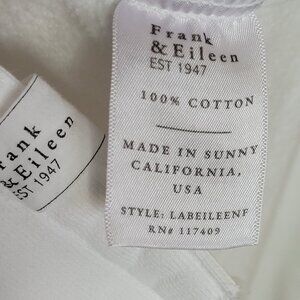 Frank
&Eileen
EST 1947
100% COTTON
MADE IN SUNNY
CALIFORNIA,
USA
STYLE: LABEILEENF
RN# 117409
rank
&Eileen
EST 1947